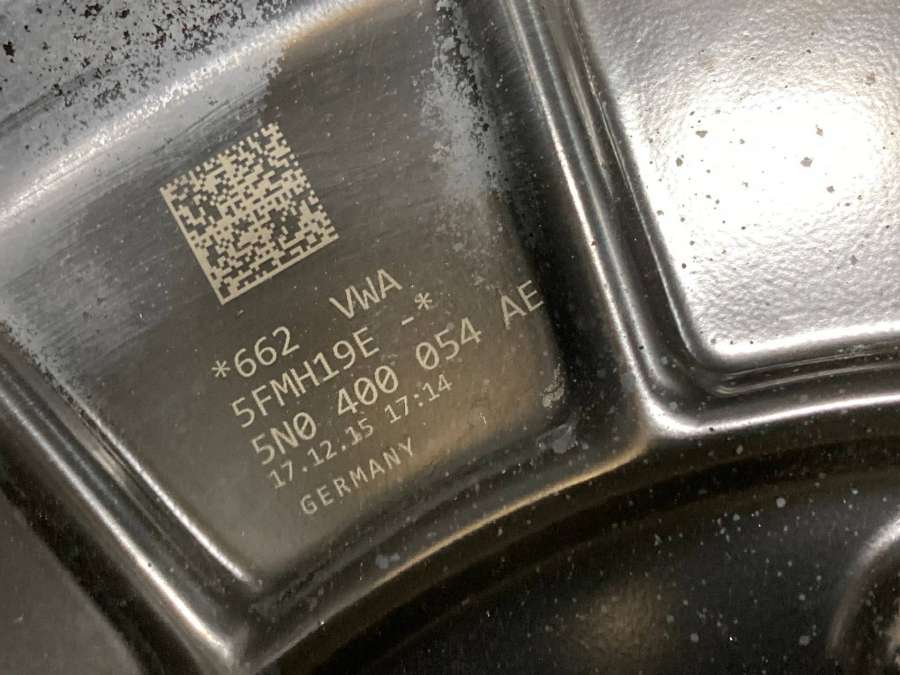 *662 VWA
5FMH19E -*
5N0 400 054 AE
17.12.15 17:14
GERMANY